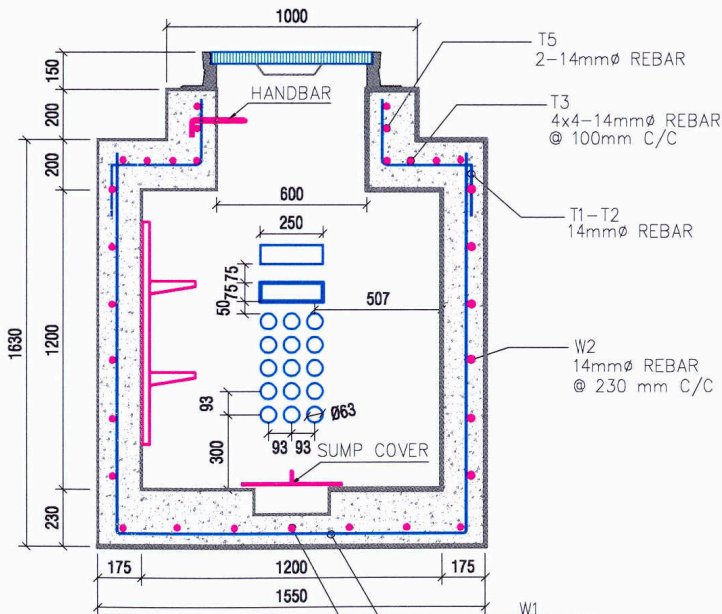 1000
150
200
200
1630
1200
230
HANDBAR
T5
2-14mmø REBAR
T3
4x4-14mmø REBAR
@ 100mm C/C
T1-T2
14mmø REBAR
600
250
75
75
50
507
W2
14mmø REBAR
@ 230 mm C/C
93
Ø63
93 93
300
SUMP COVER
175 1200 175
1550
W1